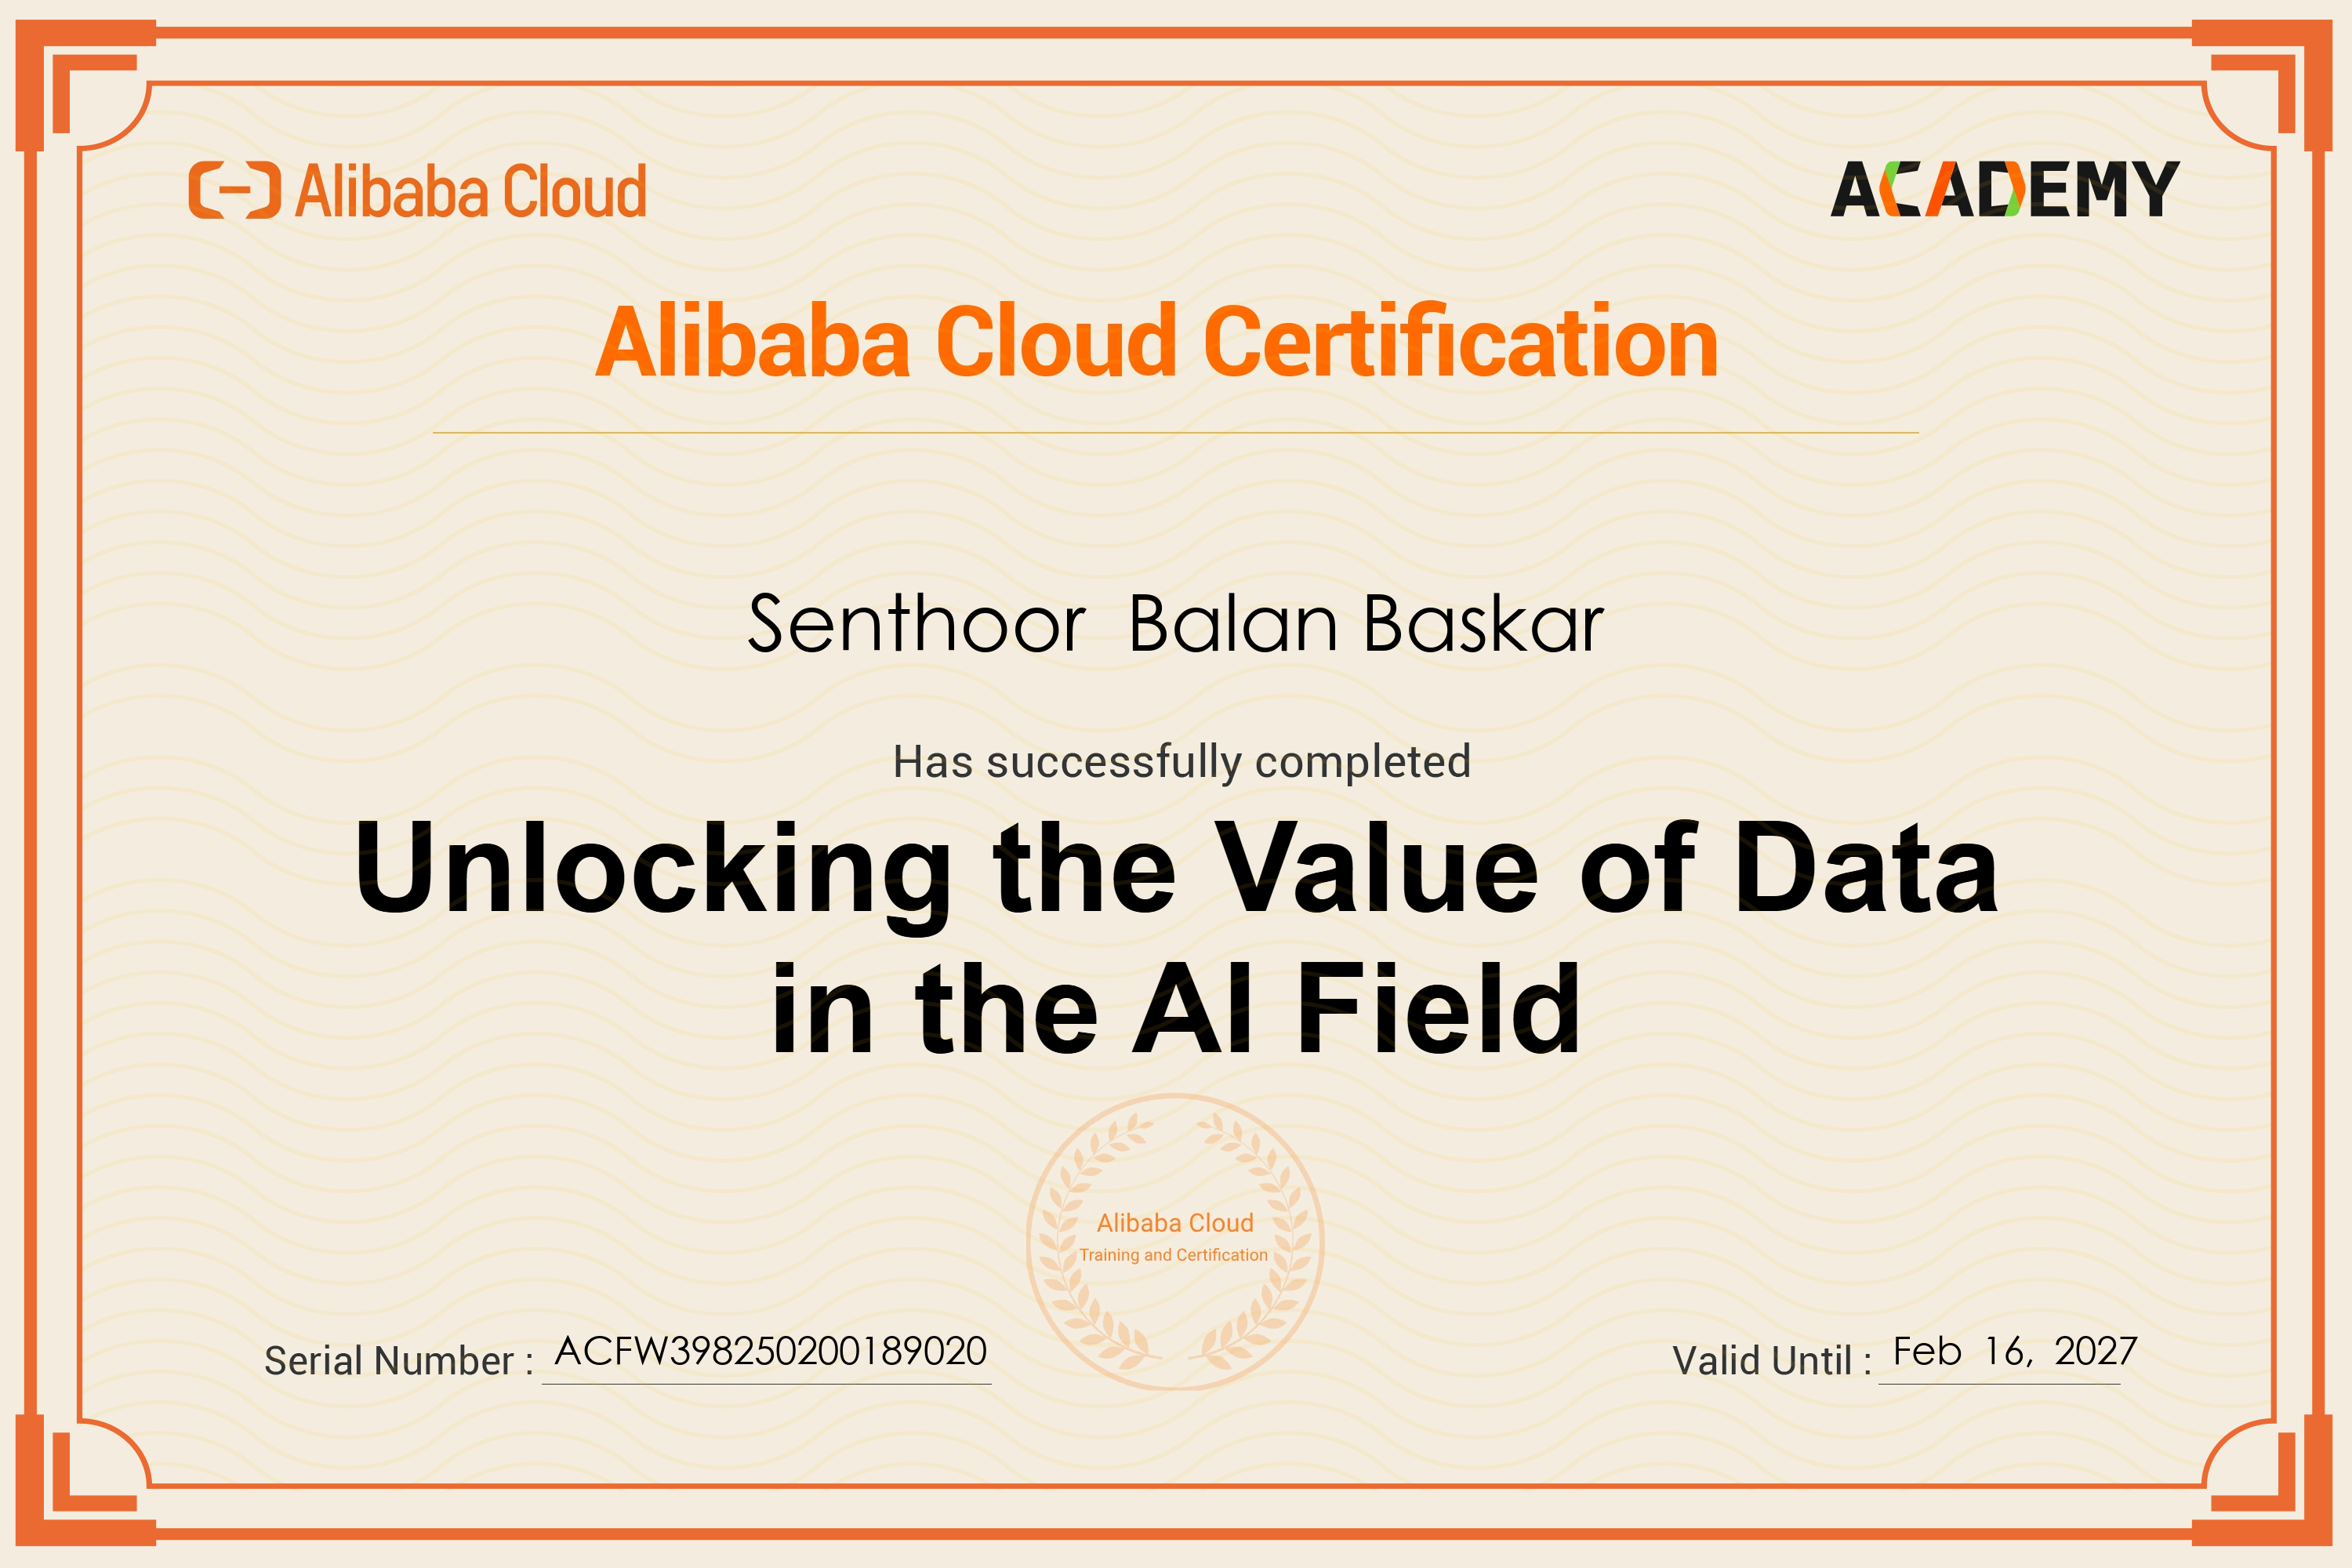 Alibaba Cloud
ACADEMY
Alibaba Cloud Certification
Senthoor Balan Baskar
Has successfully completed
Unlocking the Value of Data
in the AI Field
Alibaba Cloud
Training and Certification
Serial Number : ACFW398250200189020
Valid Until : Feb 16, 2027